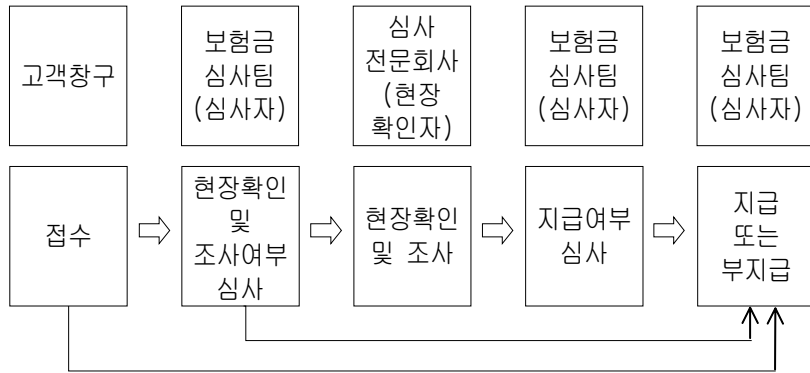 고객창구
보험금
심사팀
(심사자)
심사
전문회사
(현장
확인자)
보험금
심사팀
(심사자)
보험금
심사팀
(심사자)
접수
현장확인
및
조사여부
심사
현장확인
및 조사
지급여부
심사
지급
또는
부지급